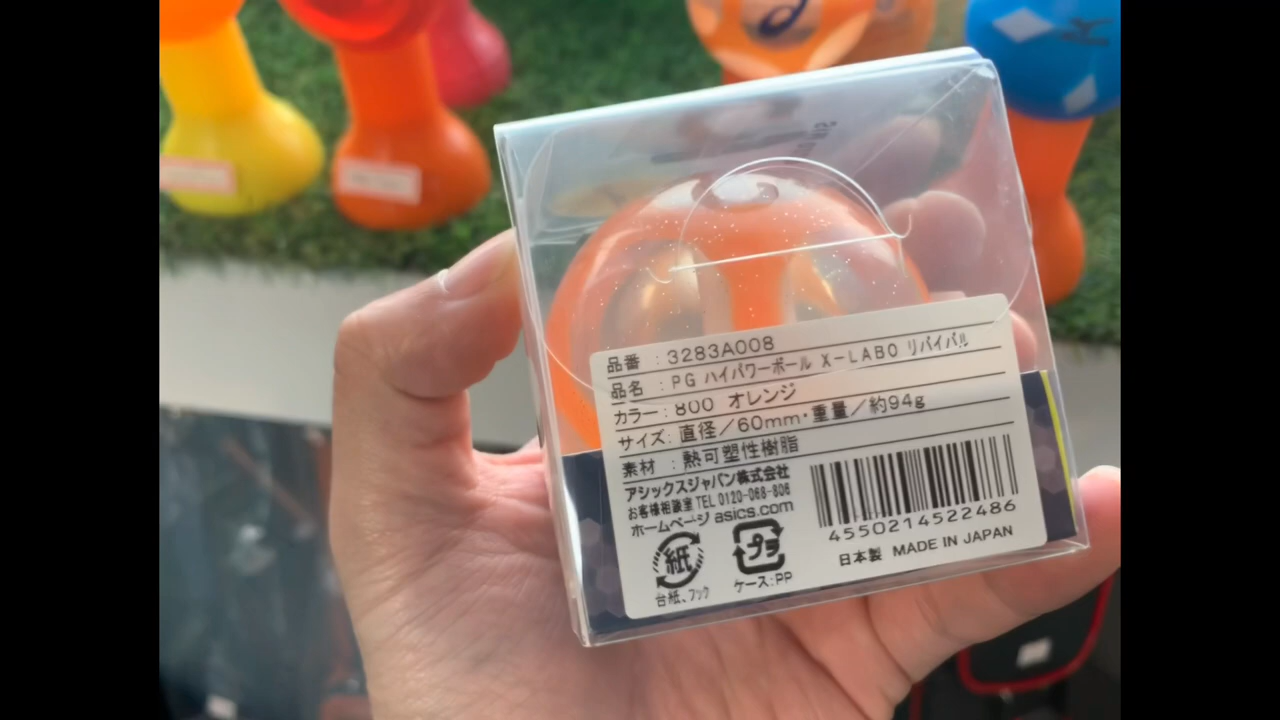 品番 : 3283A008
品名 : PG ハイパワーボール X-LABO リバイバル
カラー : 800 オレンジ
サイズ: 直径/60mm・重量/約94g
素材 : 熱可塑性樹脂
アシックスジャパン株式会社
お客様相談室 TEL 0120-068-806
ホームページ asics.com
紙 プラ
台紙、フック ケース:PP
4550214522486
日本製 MADE IN JAPAN